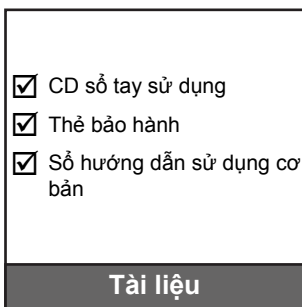 CD sổ tay sử dụng
Thẻ bảo hành
Sổ hướng dẫn sử dụng cơ
bản
Tài liệu